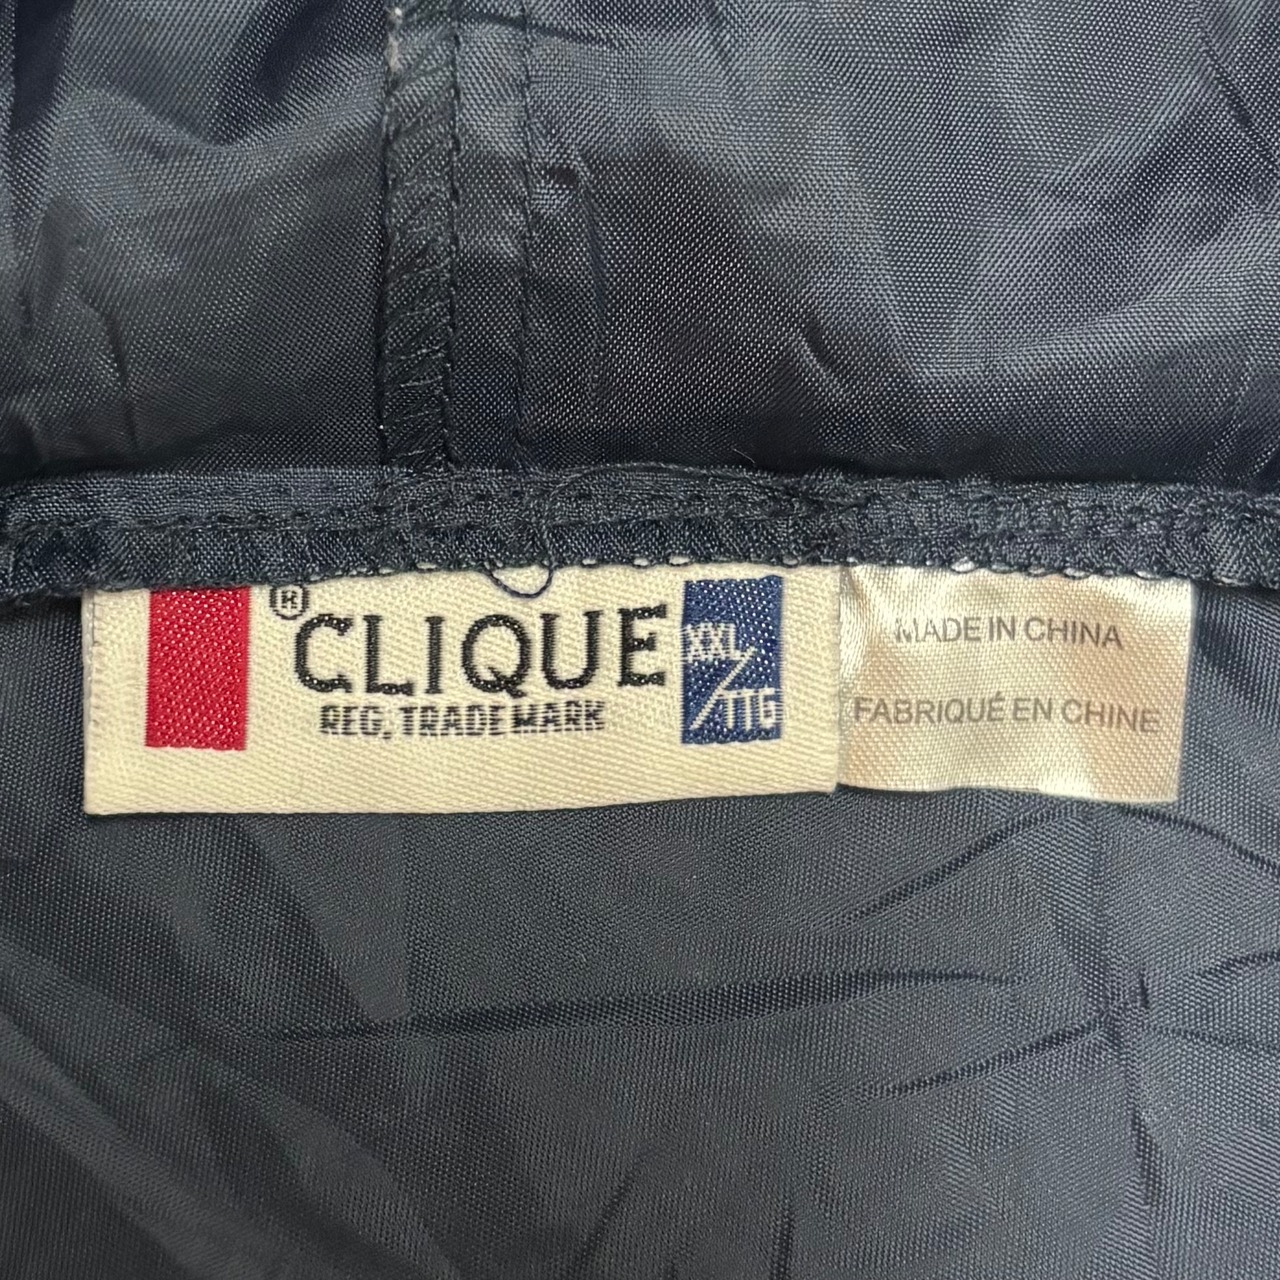 ® CLIQUE
REG, TRADEMARK
XXL/TTG
MADE IN CHINA
FABRIQUÉ EN CHINE